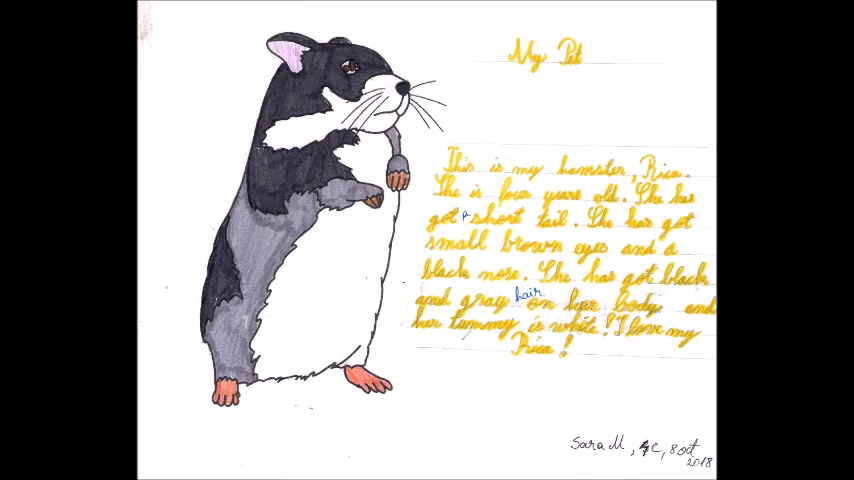 My Pet
This is my hamster, Rica.
She is four years old. She has
got a short tail. She has got
small brown eyes and a
black nose. She has got black
and gray hair on her body and
her tummy is white! I love my
Rica!
Sara M, 4C, 8 oct
2018